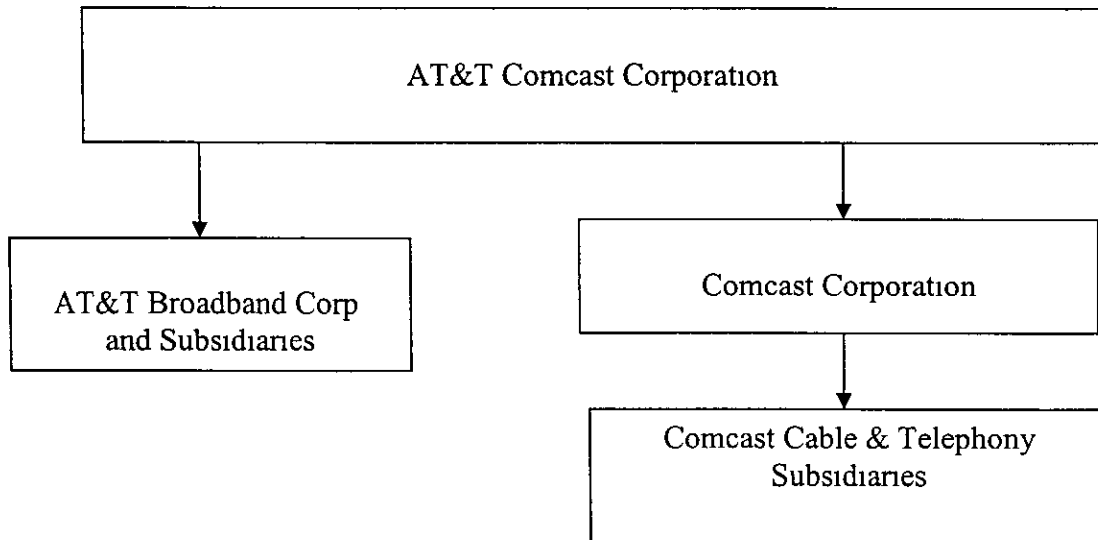 AT&T Comcast Corporation
AT&T Broadband Corp
and Subsidiaries
Comcast Corporation
Comcast Cable & Telephony
Subsidiaries